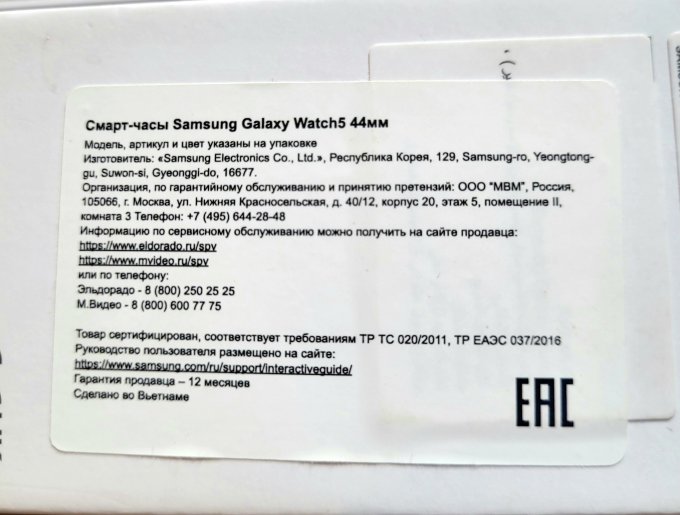 Смарт-часы Samsung Galaxy Watch5 44мм
Модель, артикул и цвет указаны на упаковке
Изготовитель: «Samsung Electronics Co., Ltd.», Республика Корея, 129, Samsung-ro, Yeongtong-
gu, Suwon-si, Gyeonggi-do, 16677.
Организация, по гарантийному обслуживанию и принятию претензий: ООО "МВМ", Россия,
105066, г. Москва, ул. Нижняя Красносельская, д. 40/12, корпус 20, этаж 5, помещение II,
комната 3 Телефон: +7 (495) 644-28-48
Информацию по сервисному обслуживанию можно получить на сайте продавца:
https://www.eldorado.ru/spv
https://www.mvideo.ru/spv
или по телефону:
Эльдорадо - 8 (800) 250 25 25
М.Видео - 8 (800) 600 77 75
Товар сертифицирован, соответствует требованиям ТР ТС 020/2011, ТР ЕАЭС 037/2016
Руководство пользователя размещено на сайте:
https://www.samsung.com/ru/support/interactiveguide/
Гарантия продавца – 12 месяцев
Сделано во Вьетнаме
EAC